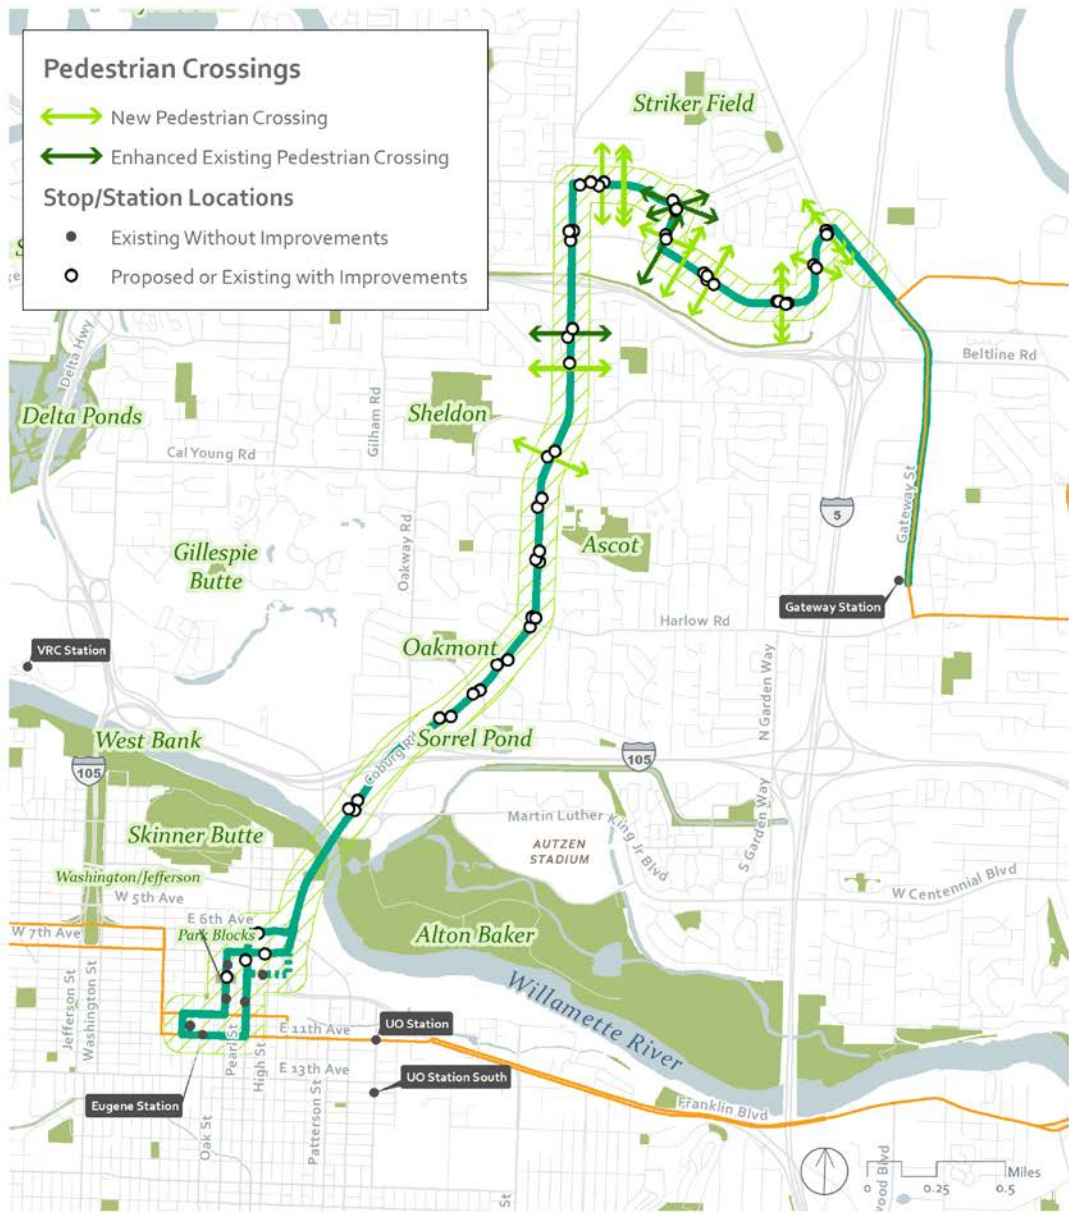 Pedestrian Crossings
New Pedestrian Crossing
Enhanced Existing Pedestrian Crossing
Stop/Station Locations
Existing Without Improvements
Proposed or Existing with Improvements
Striker Field
Delta Hwy
Beltline Rd
Delta Ponds
Sheldon
Gilham Rd
Cal Young Rd
5
Gateway St
Oakway Rd
Ascot
Gillespie
Butte
Gateway Station
Harlow Rd
Oakmont
VRC Station
N Garden Way
West Bank
Sorrel Pond
Coburg Rd
105
105
Martin Luther King Jr Blvd
S Garden Way
Skinner Butte
AUTZEN
STADIUM
Washington/Jefferson
W Centennial Blvd
W 5th Ave
E 6th Ave
W 7th Ave
Park Blocks
Alton Baker
Willamette River
Jefferson St
Washington St
Pearl St
High St
E 11th Ave
UO Station
E 13th Ave
UO Station South
Eugene Station
Franklin Blvd
Oak St
Patterson St
St
wood Blvd
Miles
0 0.25 0.5